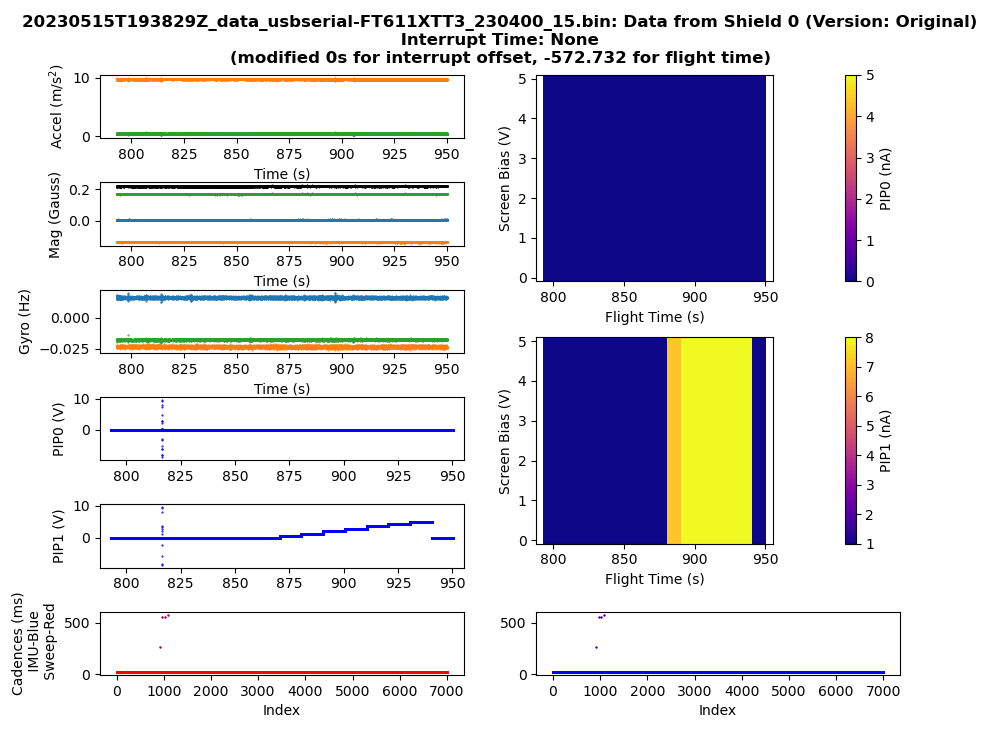 20230515T193829Z_data_usbserial-FT611XTT3_230400_15.bin: Data from Shield 0 (Version: Original)
Interrupt Time: None
(modified 0s for interrupt offset, -572.732 for flight time)
Accel (m/s²)
10
0
800 825 850 875 900 925 950
Time (s)
Mag (Gauss)
0.2
0.0
800 825 850 875 900 925 950
Time (s)
Gyro (Hz)
0.000
−0.025
800 825 850 875 900 925 950
Time (s)
PIP0 (V)
10
0
800 825 850 875 900 925 950
PIP1 (V)
10
0
800 825 850 875 900 925 950
Cadences (ms)
IMU-Blue
Sweep-Red
500
0
0 1000 2000 3000 4000 5000 6000 7000
Index
Screen Bias (V)
5
4
3
2
1
0
800 850 900 950
Flight Time (s)
5
4
3
2
1
0
PIP0 (nA)
Screen Bias (V)
5
4
3
2
1
0
800 850 900 950
Flight Time (s)
8
7
6
5
4
3
2
1
PIP1 (nA)
500
0
0 1000 2000 3000 4000 5000 6000 7000
Index